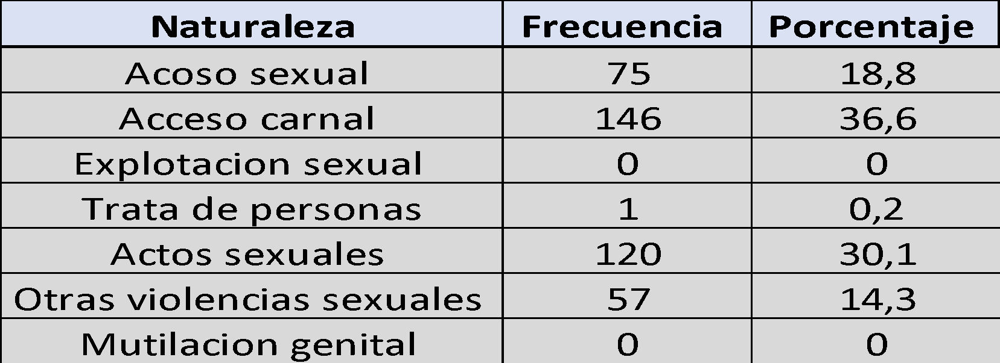 Naturaleza Frecuencia Porcentaje
Acoso sexual 75 18,8
Acceso carnal 146 36,6
Explotacion sexual 0 0
Trata de personas 1 0,2
Actos sexuales 120 30,1
Otras violencias sexuales 57 14,3
Mutilacion genital 0 0